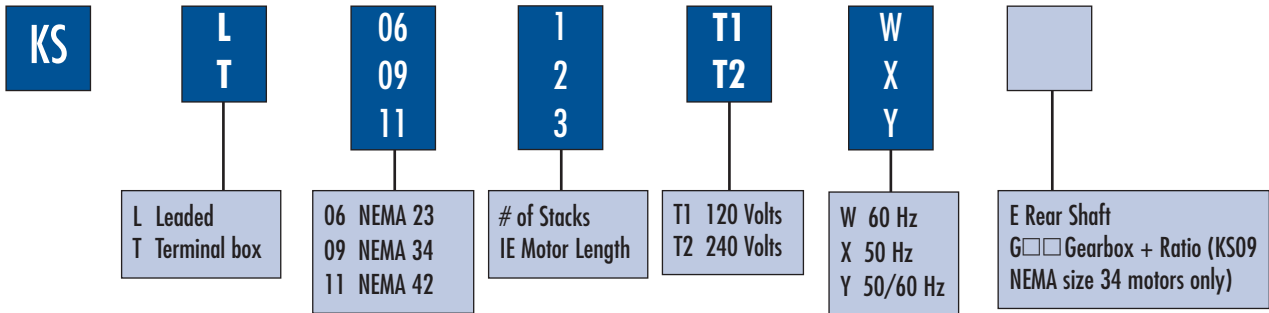 KS
L
T
06
09
11
1
2
3
T1
T2
W
X
Y
L Leaded
T Terminal box
06 NEMA 23
09 NEMA 34
11 NEMA 42
# of Stacks
IE Motor Length
T1 120 Volts
T2 240 Volts
W 60 Hz
X 50 Hz
Y 50/60 Hz
E Rear Shaft
G□□ Gearbox + Ratio (KS09
NEMA size 34 motors only)